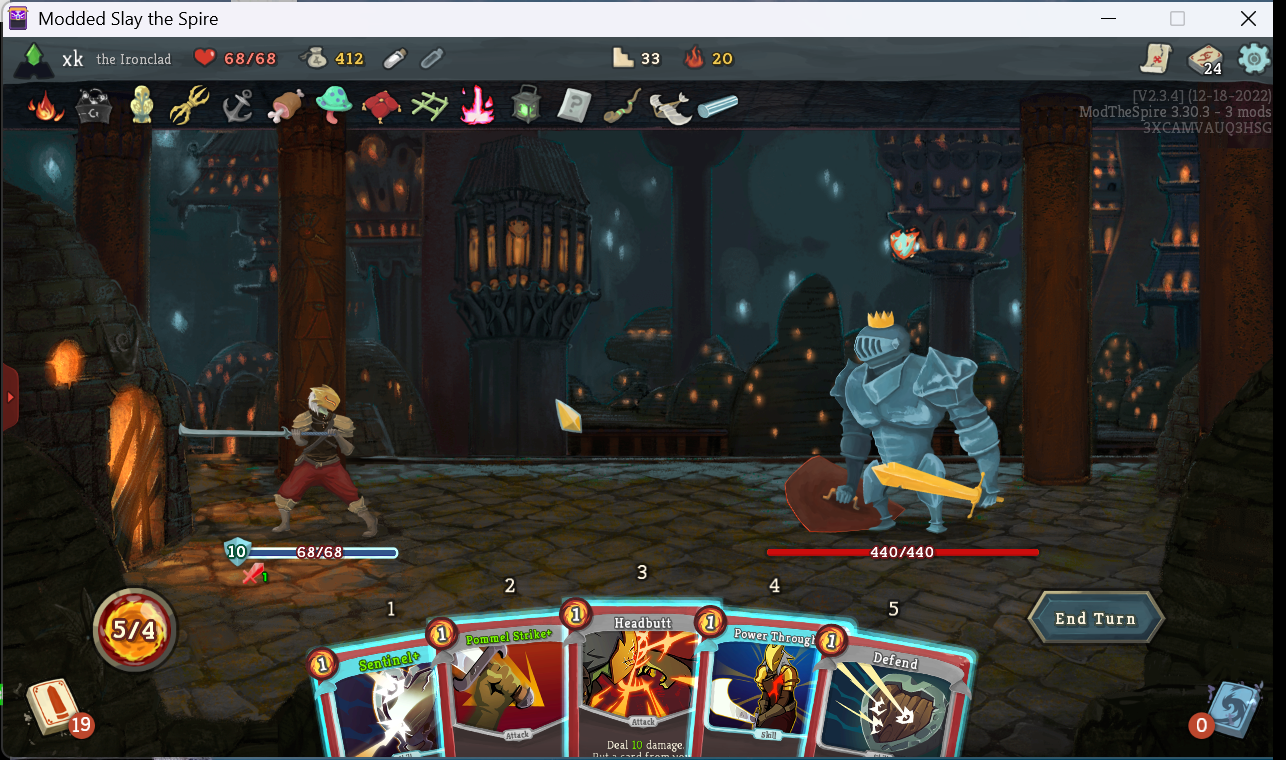 Modded Slay the Spire
xk the Ironclad 68/68 412 33 20 24
[V2.3.4] (12-18-2022)
ModTheSpire 3.30.3 - 3 mods
3XCAMVAUQ3HSG
10 68/68
440/440
1
1 2 3 4 5
5/4
End Turn
1 Sentinel+
1 Pommel Strike+
Attack
1 Headbutt
Attack
Deal 10 damage.
Put a card from
1 Power Through
Skill
1 Defend
19
0